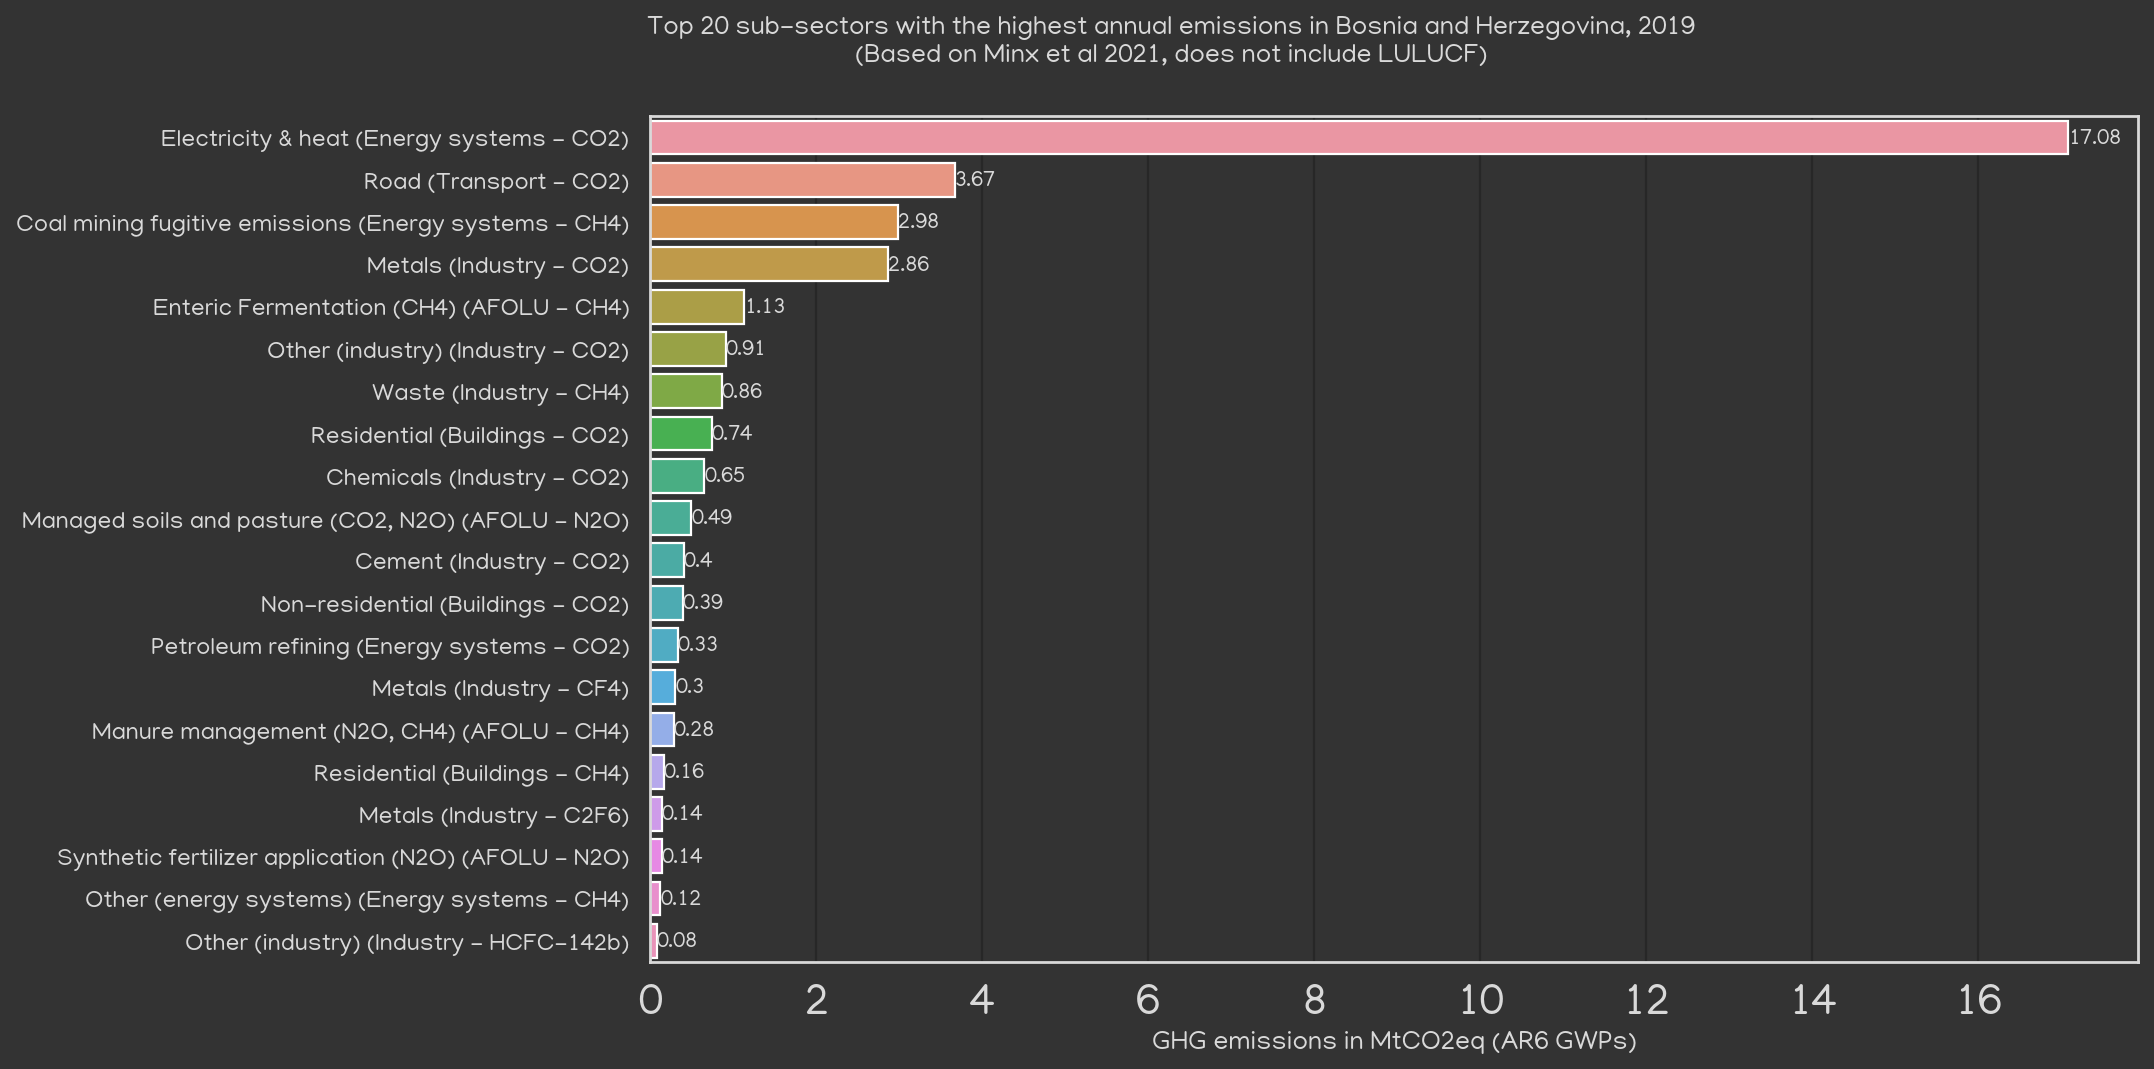 Top 20 sub-sectors with the highest annual emissions in Bosnia and Herzegovina, 2019
(Based on Minx et al 2021, does not include LULUCF)
Electricity & heat (Energy systems - CO2) 17.08
Road (Transport - CO2) 3.67
Coal mining fugitive emissions (Energy systems - CH4) 2.98
Metals (Industry - CO2) 2.86
Enteric Fermentation (CH4) (AFOLU - CH4) 1.13
Other (industry) (Industry - CO2) 0.91
Waste (Industry - CH4) 0.86
Residential (Buildings - CO2) 0.74
Chemicals (Industry - CO2) 0.65
Managed soils and pasture (CO2, N2O) (AFOLU - N2O) 0.49
Cement (Industry - CO2) 0.4
Non-residential (Buildings - CO2) 0.39
Petroleum refining (Energy systems - CO2) 0.33
Metals (Industry - CF4) 0.3
Manure management (N2O, CH4) (AFOLU - CH4) 0.28
Residential (Buildings - CH4) 0.16
Metals (Industry - C2F6) 0.14
Synthetic fertilizer application (N2O) (AFOLU - N2O) 0.14
Other (energy systems) (Energy systems - CH4) 0.12
Other (industry) (Industry - HCFC-142b) 0.08
0 2 4 6 8 10 12 14 16
GHG emissions in MtCO2eq (AR6 GWPs)